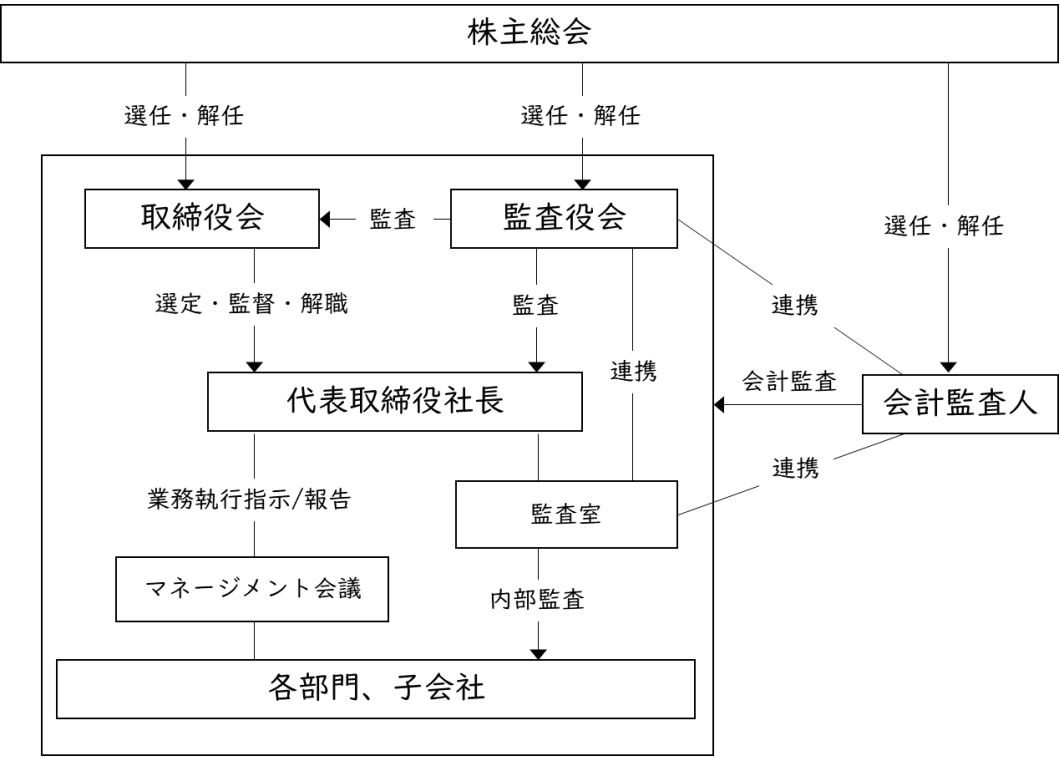 株主総会
選任・解任
選任・解任
選任・解任
取締役会
監査
監査役会
選定・監督・解職
監査
連携
連携
会計監査
代表取締役社長
会計監査人
連携
業務執行指示/報告
監査室
マネージメント会議
内部監査
各部門、子会社